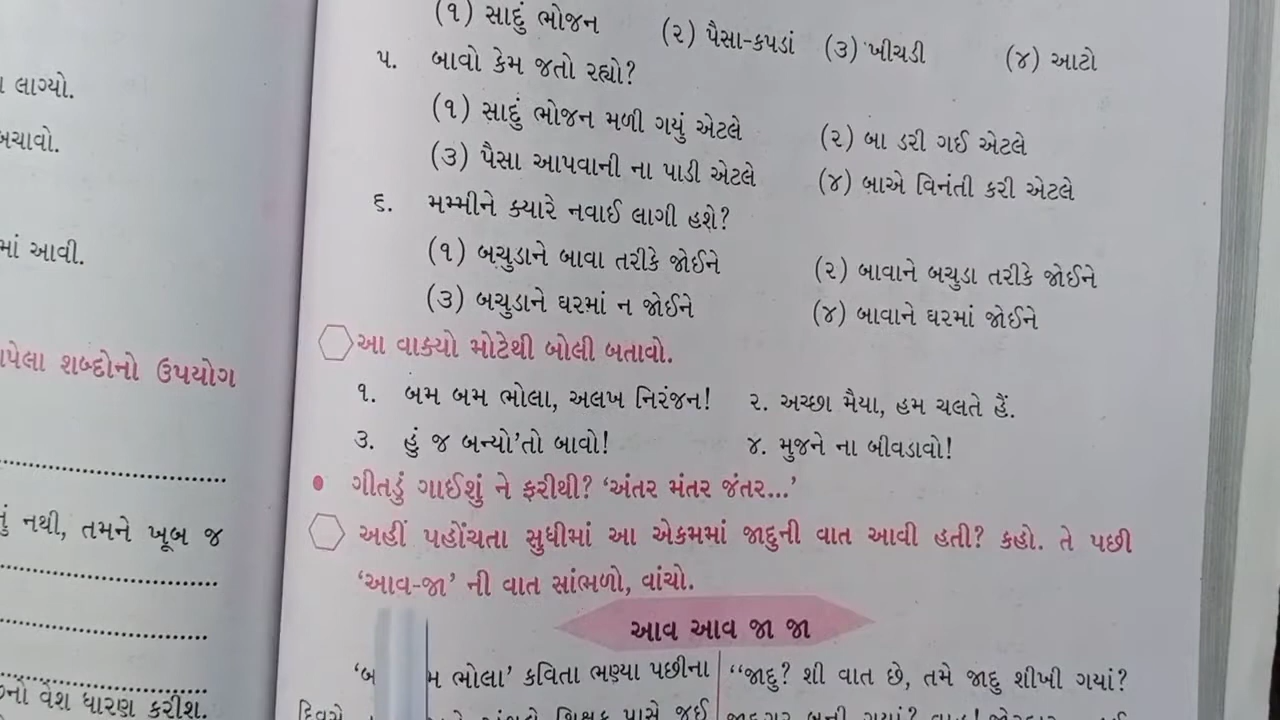 લાગ્યો.
બચાવો.
માં આવી.
શબ્દોનો ઉપયોગ
નથી, તમને ખૂબ જ
વેશ ધારણ કરીશ.
(૧) સાદું ભોજન (૨) પૈસા-કપડાં (૩) ખીચડી (૪) આટો
૫. બાવો કેમ જતો રહ્યો?
(૧) સાદું ભોજન મળી ગયું એટલે (૨) બા ડરી ગઈ એટલે
(૩) પૈસા આપવાની ના પાડી એટલે (૪) બાએ વિનંતી કરી એટલે
૬. મમ્મીને ક્યારે નવાઈ લાગી હશે?
(૧) બચુડાને બાવા તરીકે જોઈને (૨) બાવાને બચુડા તરીકે જોઈને
(૩) બચુડાને ઘરમાં ન જોઈને (૪) બાવાને ઘરમાં જોઈને
આ વાક્યો મોટેથી બોલી બતાવો.
૧. બમ બમ ભોલા, અલખ નિરંજન! ૨. અચ્છા મૈયા, હમ ચલતે હૈં.
૩. હું જ બન્યો'તો બાવો! ૪. મુજને ના બીવડાવો!
• ગીતડું ગાઈશું ને ફરીથી? 'અંતર મંતર જંતર...'
અહીં પહોંચતા સુધીમાં આ એકમમાં જાદુની વાત આવી હતી? કહો. તે પછી
'આવ-જા' ની વાત સાંભળો, વાંચો.
આવ આવ જા જા
ભોલા' કવિતા ભણ્યા પછીના
"જાદુ? શી વાત છે, તમે જાદુ શીખી ગયાં?